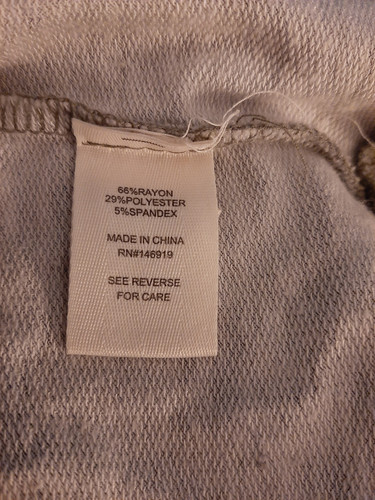 66%RAYON
29%POLYESTER
5%SPANDEX
MADE IN CHINA
RN#146919
SEE REVERSE
FOR CARE